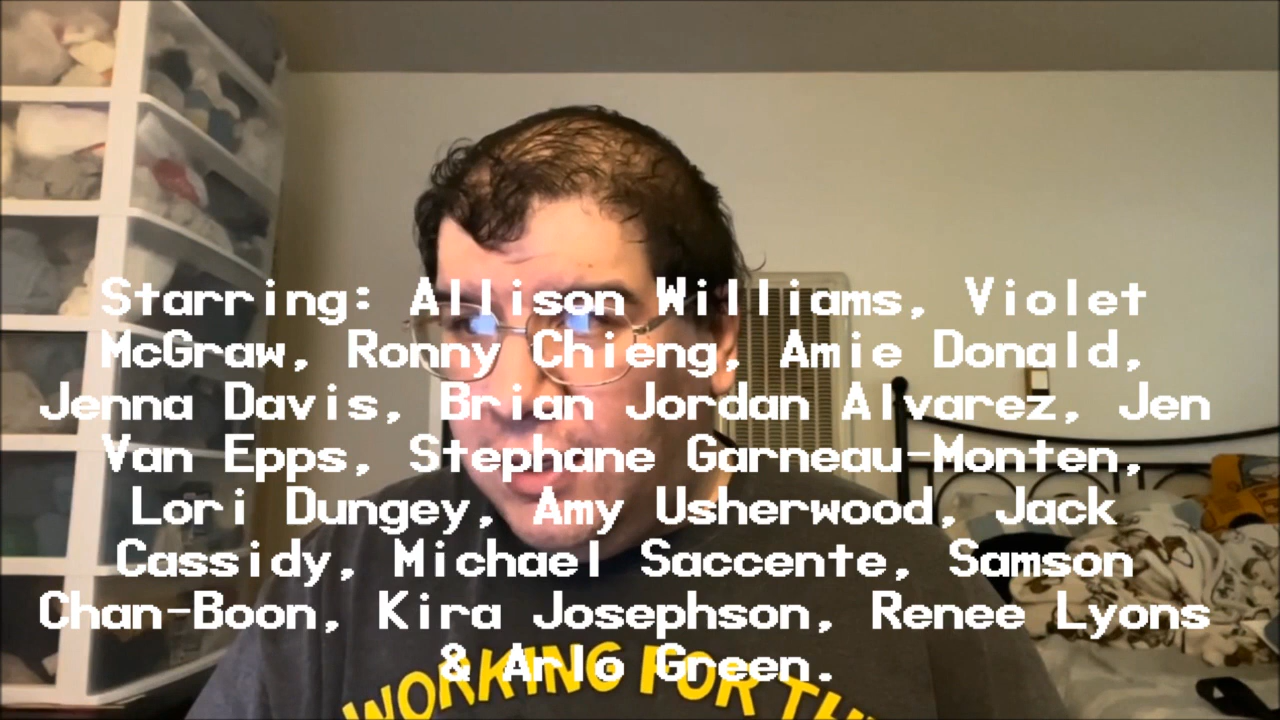 Starring: Allison Williams, Violet
McGraw, Ronny Chieng, Amie Donald,
Jenna Davis, Brian Jordan Alvarez, Jen
Van Epps, Stephane Garneau-Monten,
Lori Dungey, Amy Usherwood, Jack
Cassidy, Michael Saccente, Samson
Chan-Boon, Kira Josephson, Renee Lyons
& Arlo Green.
WORKING FOR